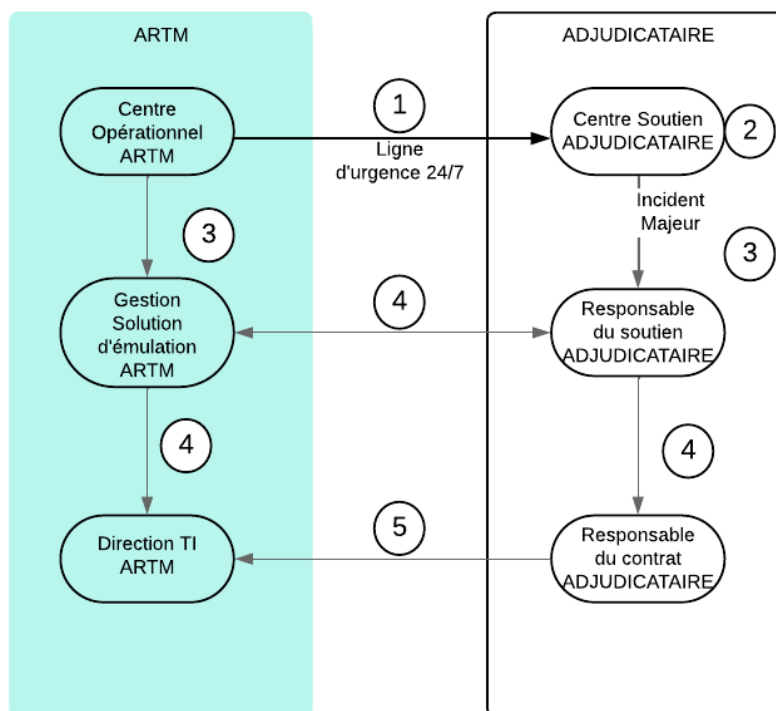 ARTM
ADJUDICATAIRE
Centre
Opérationnel
ARTM
1
Ligne
d'urgence 24/7
Centre Soutien
ADJUDICATAIRE
2
3
Incident
Majeur
3
Gestion
Solution
d'émulation
ARTM
4
Responsable
du soutien
ADJUDICATAIRE
4
4
Direction TI
ARTM
5
Responsable
du contrat
ADJUDICATAIRE